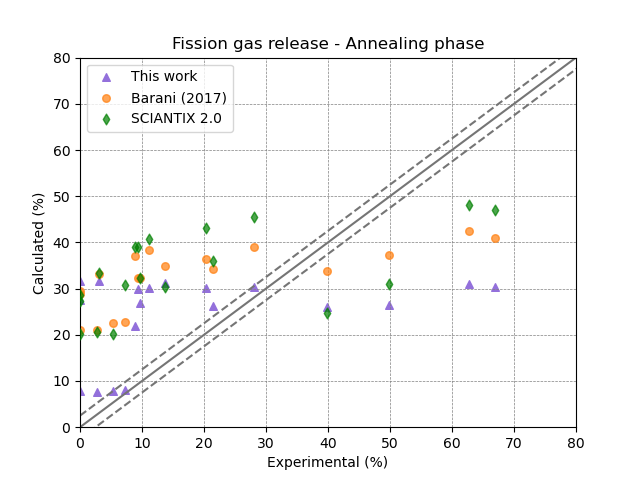 Fission gas release - Annealing phase
This work
Barani (2017)
SCIANTIX 2.0
Calculated (%)
80
70
60
50
40
30
20
10
0
0 10 20 30 40 50 60 70 80
Experimental (%)